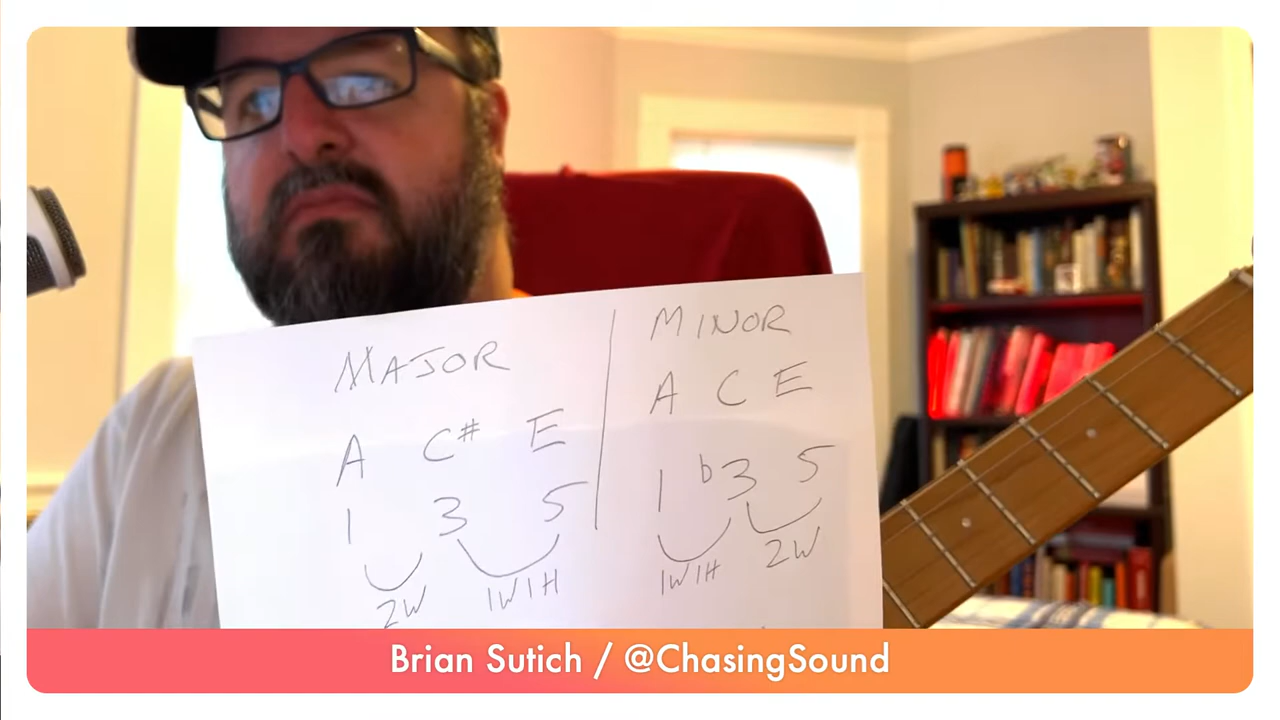 MAJOR
A C# E
1 3 5
2W 1W1H
MINOR
A C E
1 b3 5
1W1H 2W
Brian Sutich / @ChasingSound